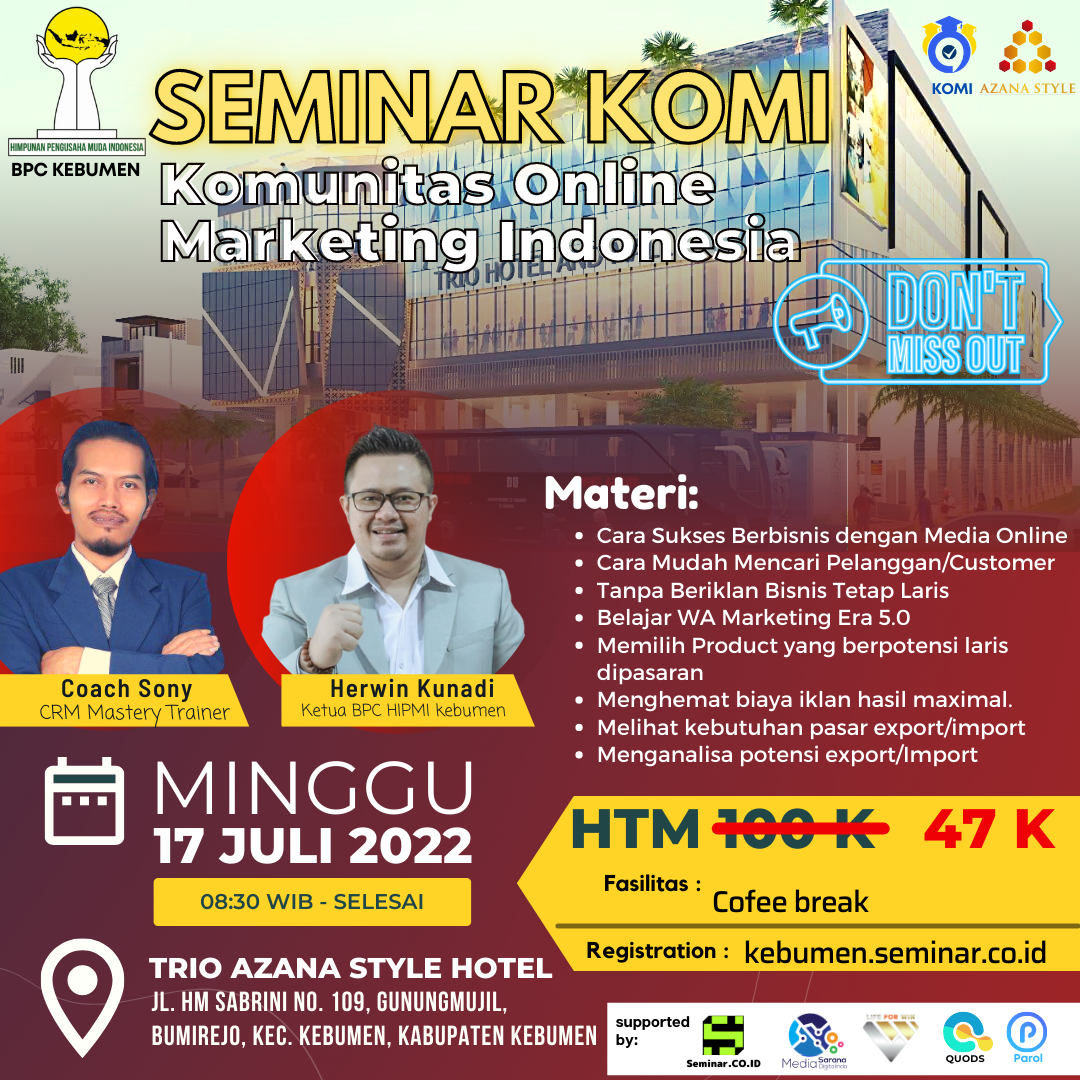 HIMPUNAN PENGUSAHA MUDA INDONESIA
BPC KEBUMEN
SEMINAR KOMI
Komunitas Online
Marketing Indonesia
KOMI
AZANA STYLE
TRIO HOTEL AND
DON'T
MISS OUT
Coach Sony
CRM Mastery Trainer
Herwin Kunadi
Ketua BPC HIPMI kebumen
Materi:
• Cara Sukses Berbisnis dengan Media Online
• Cara Mudah Mencari Pelanggan/Customer
• Tanpa Beriklan Bisnis Tetap Laris
• Belajar WA Marketing Era 5.0
• Memilih Product yang berpotensi laris
dipasaran
• Menghemat biaya iklan hasil maximal.
• Melihat kebutuhan pasar export/import
• Menganalisa potensi export/Import
MINGGU
17 JULI 2022
08:30 WIB - SELESAI
HTM 100 K 47 K
Fasilitas : Cofee break
Registration : kebumen.seminar.co.id
TRIO AZANA STYLE HOTEL
JL. HM SABRINI NO. 109, GUNUNGMUJIL,
BUMIREJO, KEC. KEBUMEN, KABUPATEN KEBUMEN
supported
by:
Seminar.CO.ID
Media Sarana
Digitalindo
LIFE FOR WIN
QUODS
Parol